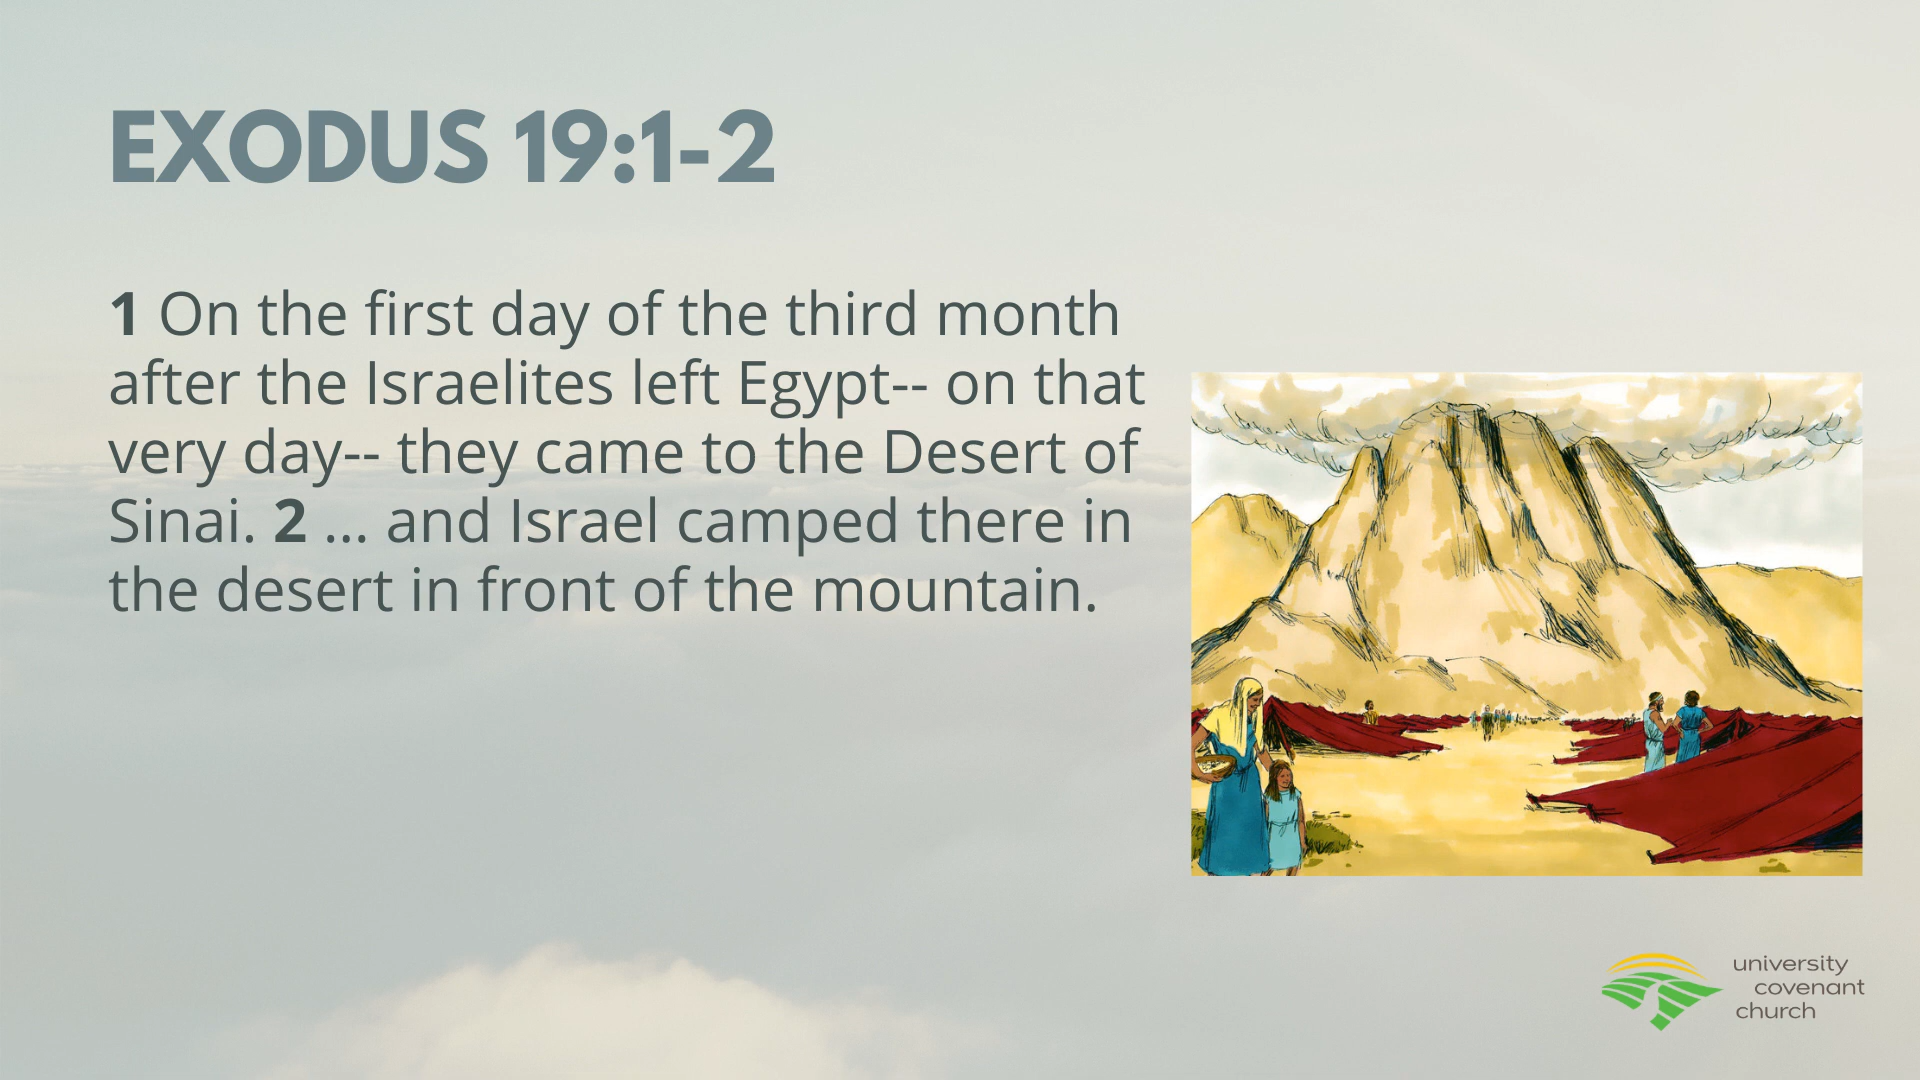 EXODUS 19:1-2
1 On the first day of the third month
after the Israelites left Egypt-- on that
very day-- they came to the Desert of
Sinai. 2 ... and Israel camped there in
the desert in front of the mountain.
university
covenant
church